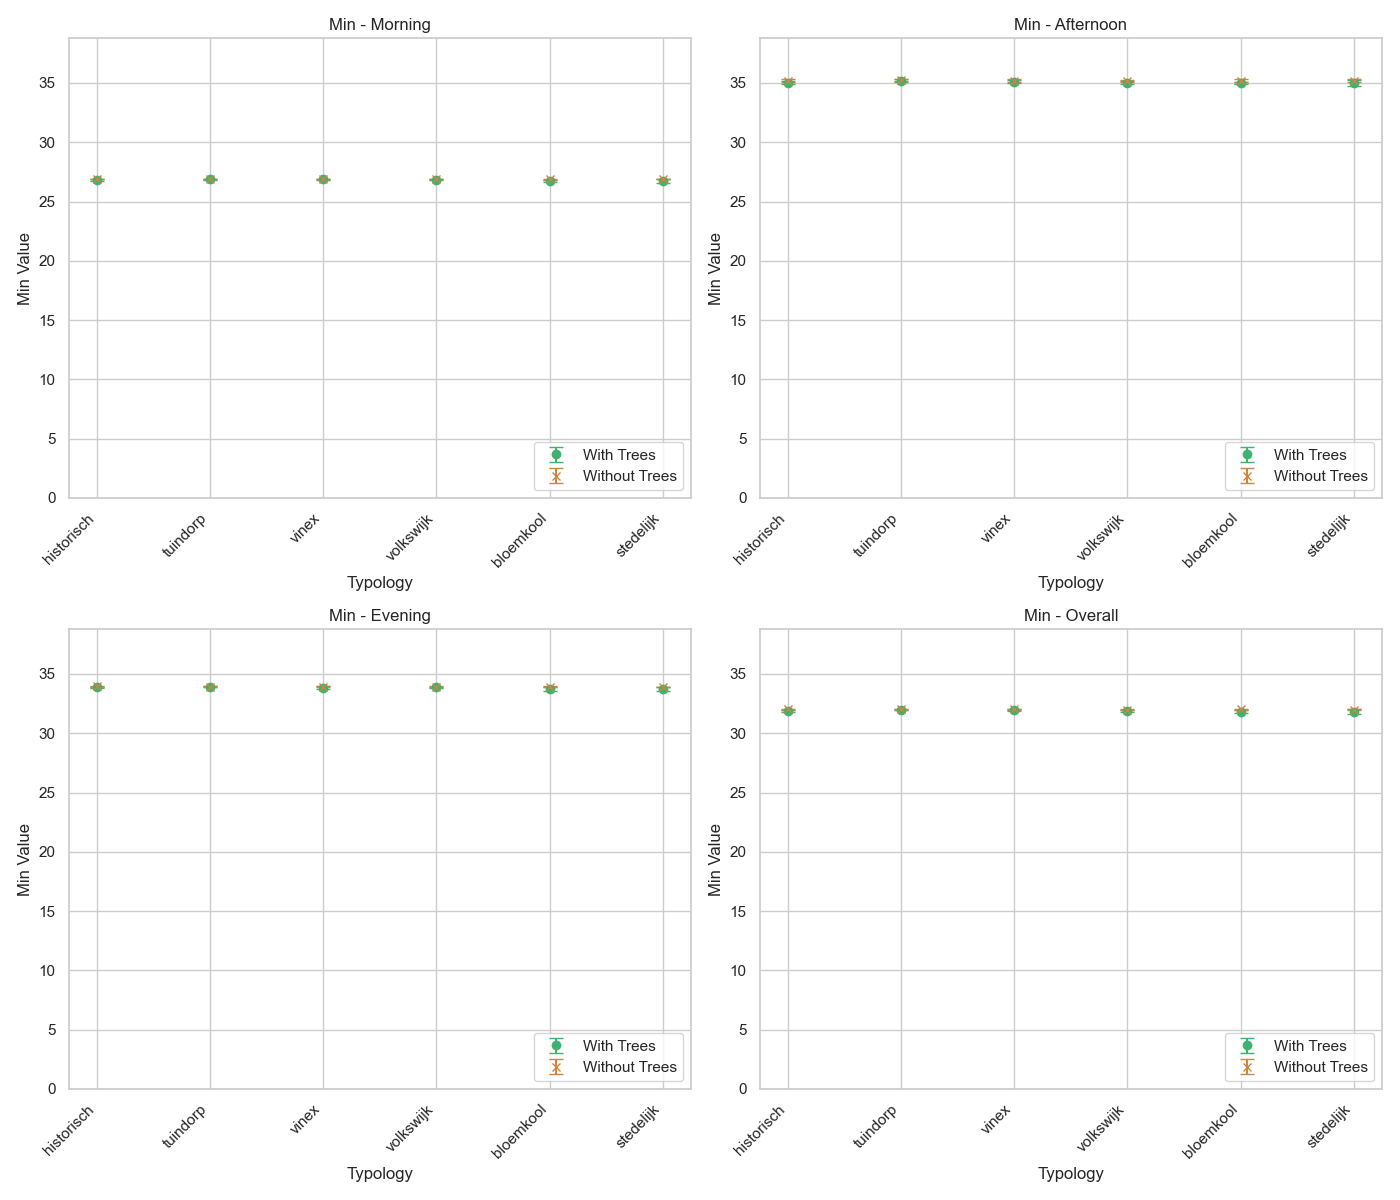 Min - Morning
Min Value
35
30
25
20
15
10
5
0
With Trees
Without Trees
historisch
tuindorp
vinex
volkswijk
bloemkool
stedelijk
Typology
Min - Afternoon
Min Value
35
30
25
20
15
10
5
0
With Trees
Without Trees
historisch
tuindorp
vinex
volkswijk
bloemkool
stedelijk
Typology
Min - Evening
Min Value
35
30
25
20
15
10
5
0
With Trees
Without Trees
historisch
tuindorp
vinex
volkswijk
bloemkool
stedelijk
Typology
Min - Overall
Min Value
35
30
25
20
15
10
5
0
With Trees
Without Trees
historisch
tuindorp
vinex
volkswijk
bloemkool
stedelijk
Typology